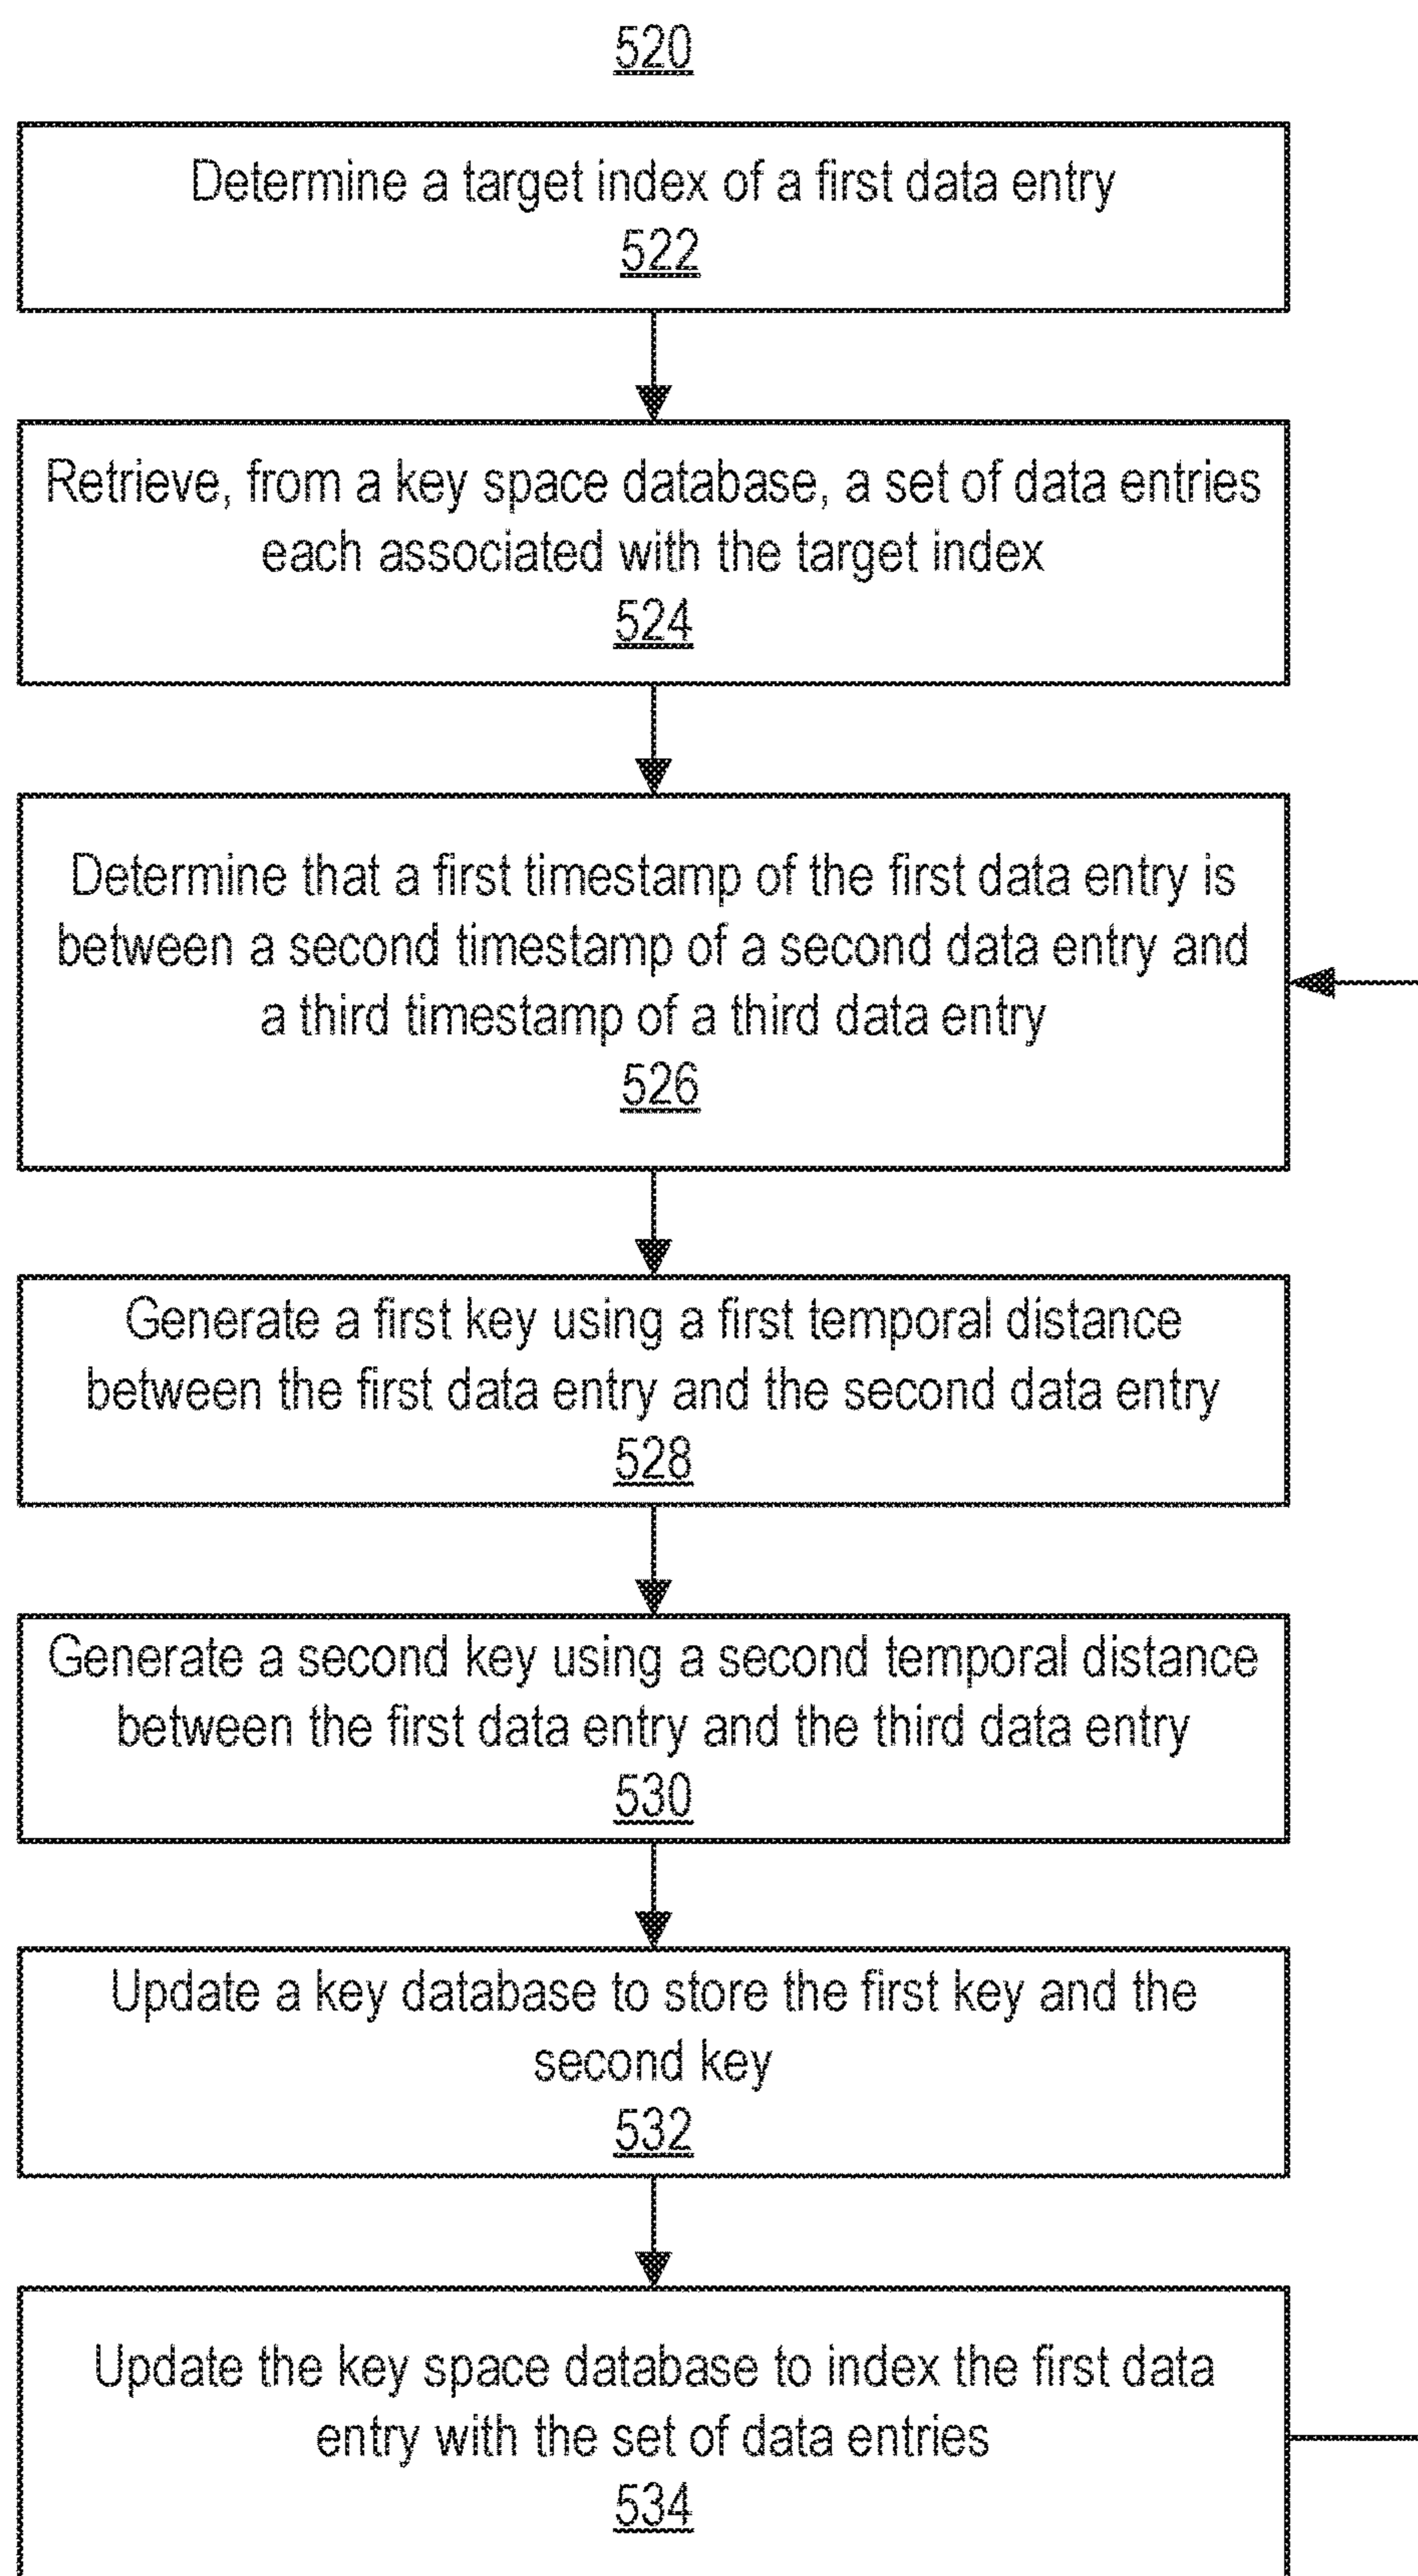 520
Determine a target index of a first data entry
522
Retrieve, from a key space database, a set of data entries
each associated with the target index
524
Determine that a first timestamp of the first data entry is
between a second timestamp of a second data entry and
a third timestamp of a third data entry
526
Generate a first key using a first temporal distance
between the first data entry and the second data entry
528
Generate a second key using a second temporal distance
between the first data entry and the third data entry
530
Update a key database to store the first key and the
second key
532
Update the key space database to index the first data
entry with the set of data entries
534